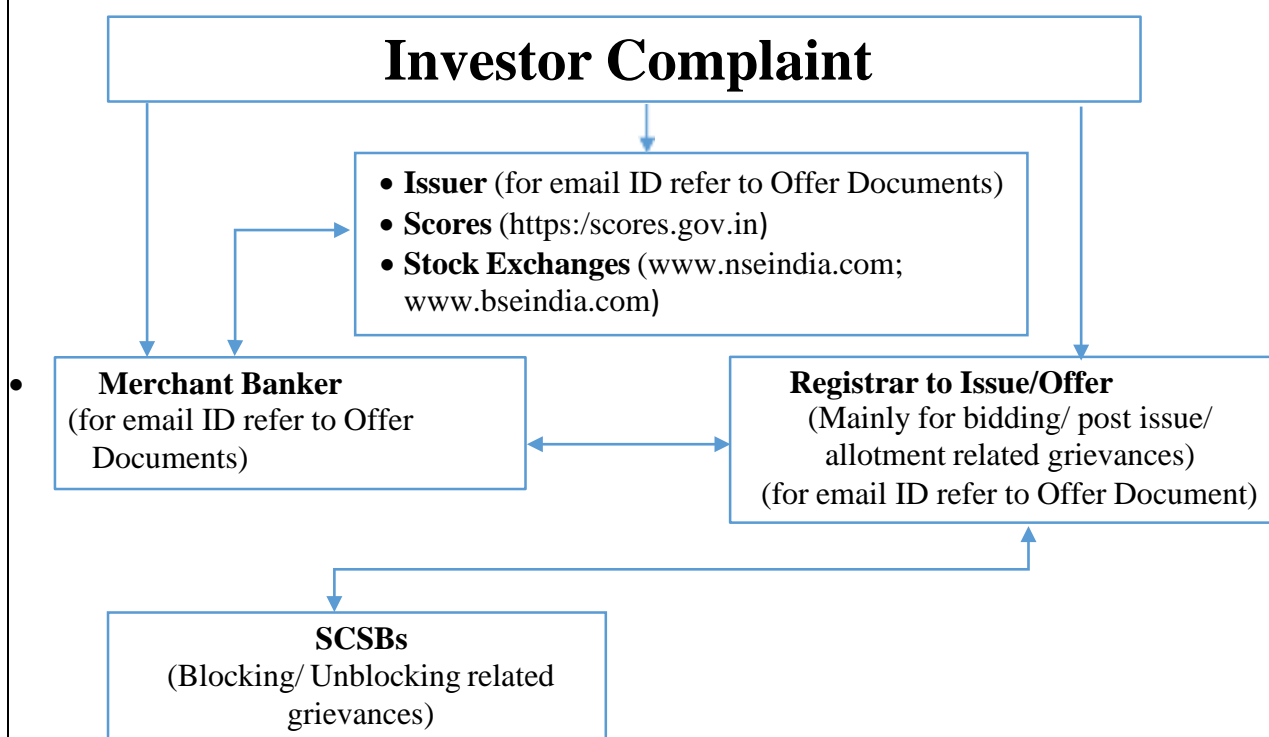 Investor Complaint
• Issuer (for email ID refer to Offer Documents)
• Scores (https:/scores.gov.in)
• Stock Exchanges (www.nseindia.com;
www.bseindia.com)
• Merchant Banker
(for email ID refer to Offer
Documents)
Registrar to Issue/Offer
(Mainly for bidding/ post issue/
allotment related grievances)
(for email ID refer to Offer Document)
SCSBs
(Blocking/ Unblocking related
grievances)